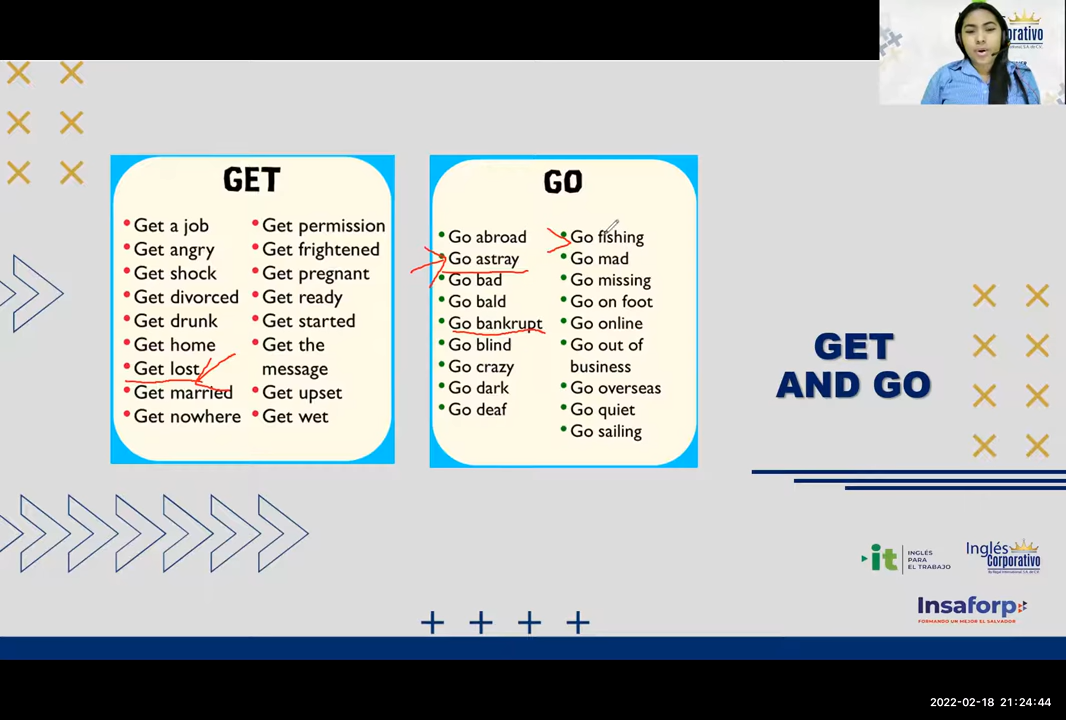 orativo
GET
• Get a job
• Get angry
• Get shock
• Get divorced
• Get drunk
• Get home
• Get lost
• Get married
• Get nowhere
• Get permission
• Get frightened
• Get pregnant
• Get ready
• Get started
• Get the
message
• Get upset
• Get wet
GO
• Go abroad
• Go astray
• Go bad
• Go bald
• Go bankrupt
• Go blind
• Go crazy
• Go dark
• Go deaf
• Go fishing
• Go mad
• Go missing
• Go on foot
• Go online
• Go out of
business
• Go overseas
• Go quiet
• Go sailing
GET
AND GO
it
INGLÉS
PARA
EL TRABAJO
Inglés
Corporativo
Insaforp
FORMANDO UN MEJOR EL SALVADOR
2022-02-18 21:24:44